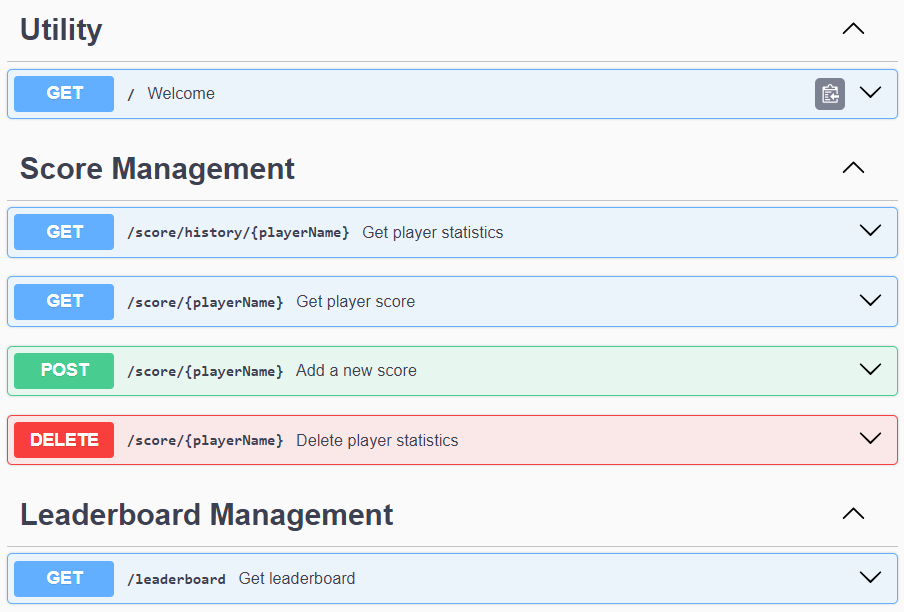 Utility
GET / Welcome
Score Management
GET /score/history/{playerName} Get player statistics
GET /score/{playerName} Get player score
POST /score/{playerName} Add a new score
DELETE /score/{playerName} Delete player statistics
Leaderboard Management
GET /leaderboard Get leaderboard